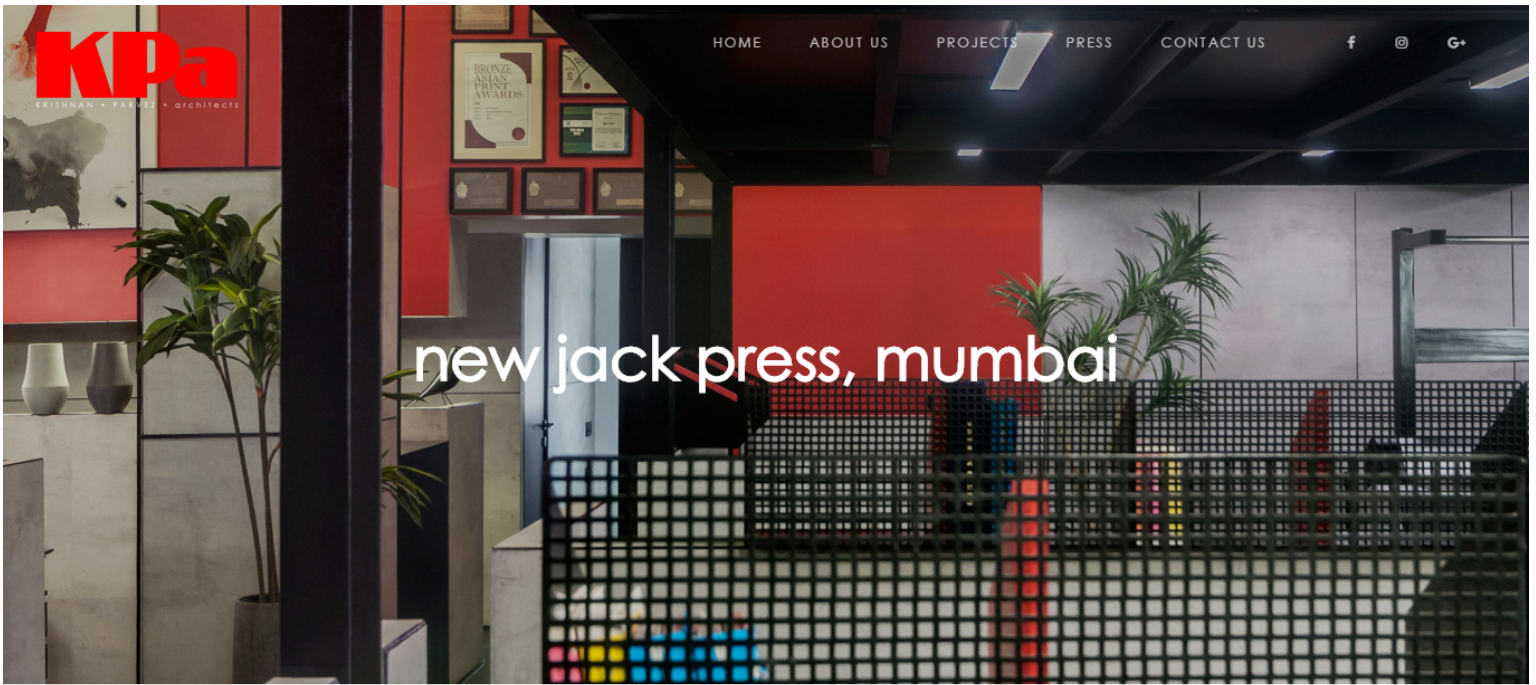 KPa
KRISHNAN + PARVEZ + architects
HOME ABOUT US PROJECTS PRESS CONTACT US f G+
BRONZE
ASIAN
PRINT
AWARDS
new jack press, mumbai